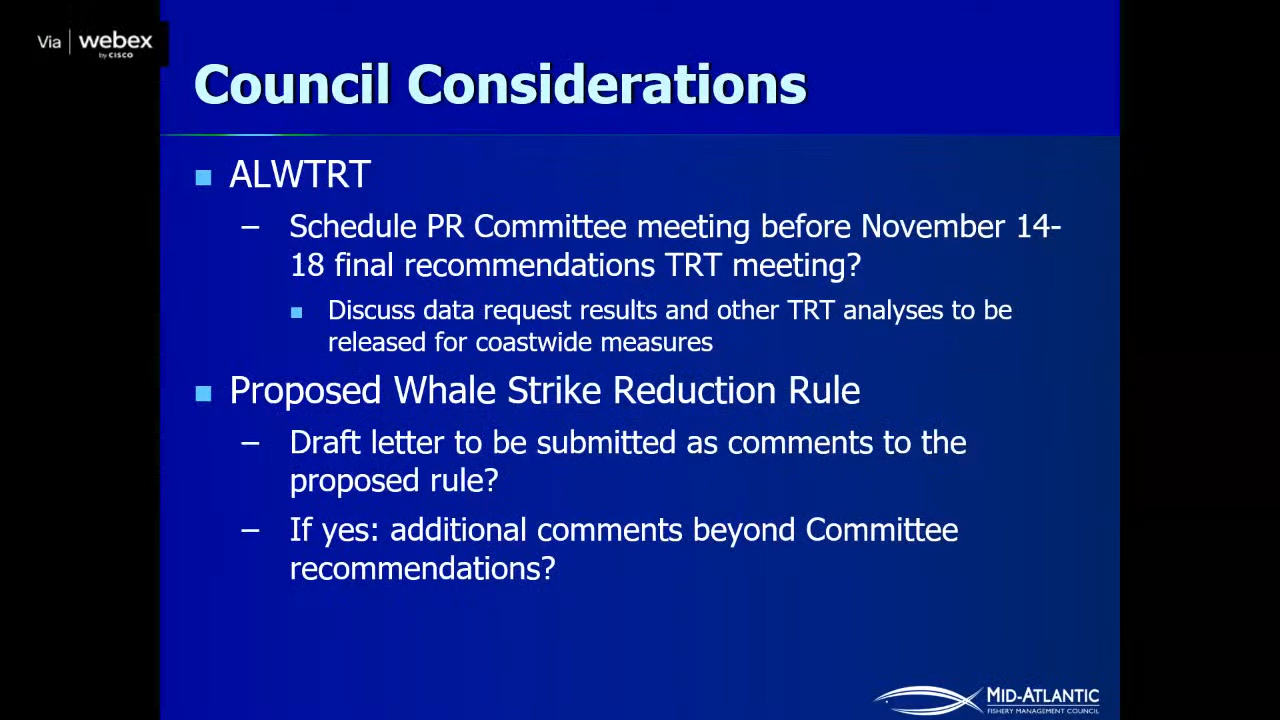 Via webex
by CISCO
Council Considerations
ALWTRT
– Schedule PR Committee meeting before November 14-
18 final recommendations TRT meeting?
Discuss data request results and other TRT analyses to be
released for coastwide measures
Proposed Whale Strike Reduction Rule
– Draft letter to be submitted as comments to the
proposed rule?
– If yes: additional comments beyond Committee
recommendations?
MID-ATLANTIC
FISHERY MANAGEMENT COUNCIL